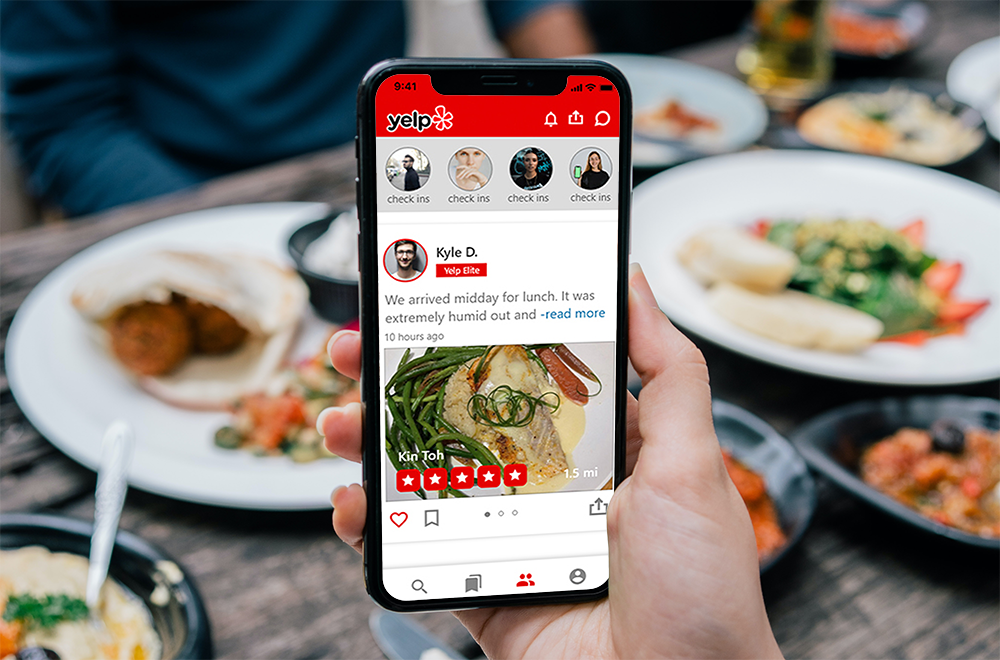 9:41
yelp
check ins check ins check ins check ins
Kyle D.
Yelp Elite
We arrived midday for lunch. It was
extremely humid out and -read more
10 hours ago
Kin Toh
1.5 mi